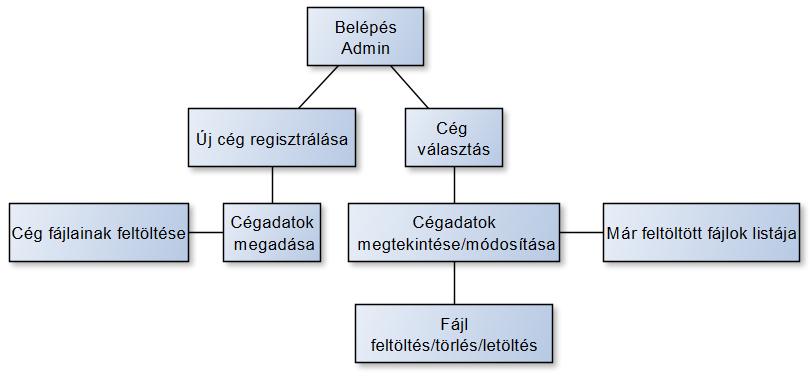 Belépés
Admin
Új cég regisztrálása
Cég
választás
Cég fájlainak feltöltése
Cégadatok
megadása
Cégadatok
megtekintése/módosítása
Már feltöltött fájlok listája
Fájl
feltöltés/törlés/letöltés